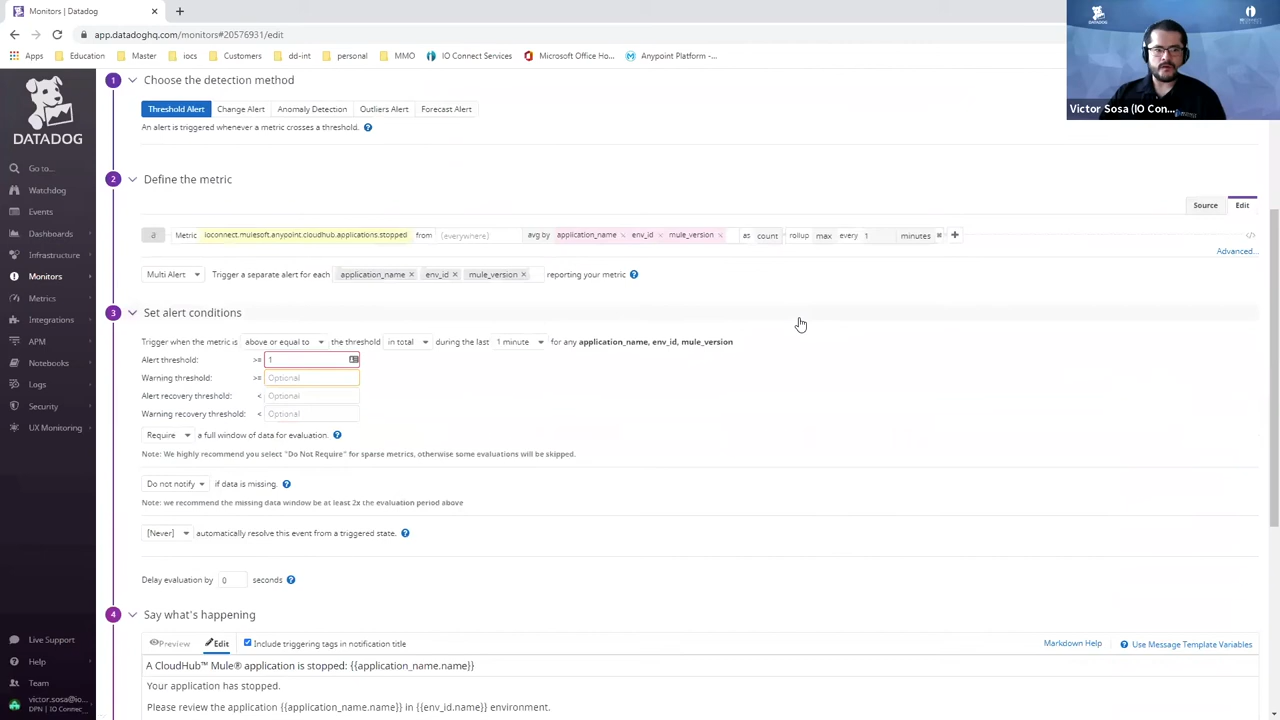 Monitors | Datadog
app.datadoghq.com/monitors#20576931/edit
Apps Education Master iocs Customers dd-int personal MMO IO Connect Services Microsoft Office Ho... Anypoint Platform –...
Victor Sosa (IO Con...
DATADOG
Go to...
Watchdog
Events
Dashboards
Infrastructure
Monitors
Metrics
Integrations
APM
Notebooks
Logs
Security
UX Monitoring
Live Support
Help
Team
victor.sosa@io...
DPN | IO Connec...
1 Choose the detection method
Threshold Alert Change Alert Anomaly Detection Outliers Alert Forecast Alert
An alert is triggered whenever a metric crosses a threshold.
2 Define the metric
Source Edit
a Metric ioconnect.mulesoft.anypoint.cloudhub.applications.stopped from (everywhere) avg by application_name × env_id × mule_version × as count rollup max every 1 minutes
Advanced...
Multi Alert Trigger a separate alert for each application_name × env_id × mule_version × reporting your metric
3 Set alert conditions
Trigger when the metric is above or equal to the threshold in total during the last 1 minute for any application_name, env_id, mule_version
Alert threshold: >= 1
Warning threshold: >= Optional
Alert recovery threshold: < Optional
Warning recovery threshold: < Optional
Require a full window of data for evaluation.
Note: We highly recommend you select "Do Not Require" for sparse metrics, otherwise some evaluations will be skipped.
Do not notify if data is missing.
Note: we recommend the missing data window be at least 2x the evaluation period above
[Never] automatically resolve this event from a triggered state.
Delay evaluation by 0 seconds
4 Say what's happening
Preview Edit Include triggering tags in notification title Markdown Help Use Message Template Variables
A CloudHub™ Mule® application is stopped: {{application_name.name}}
Your application has stopped.
Please review the application {{application_name.name}} in {{env_id.name}} environment.